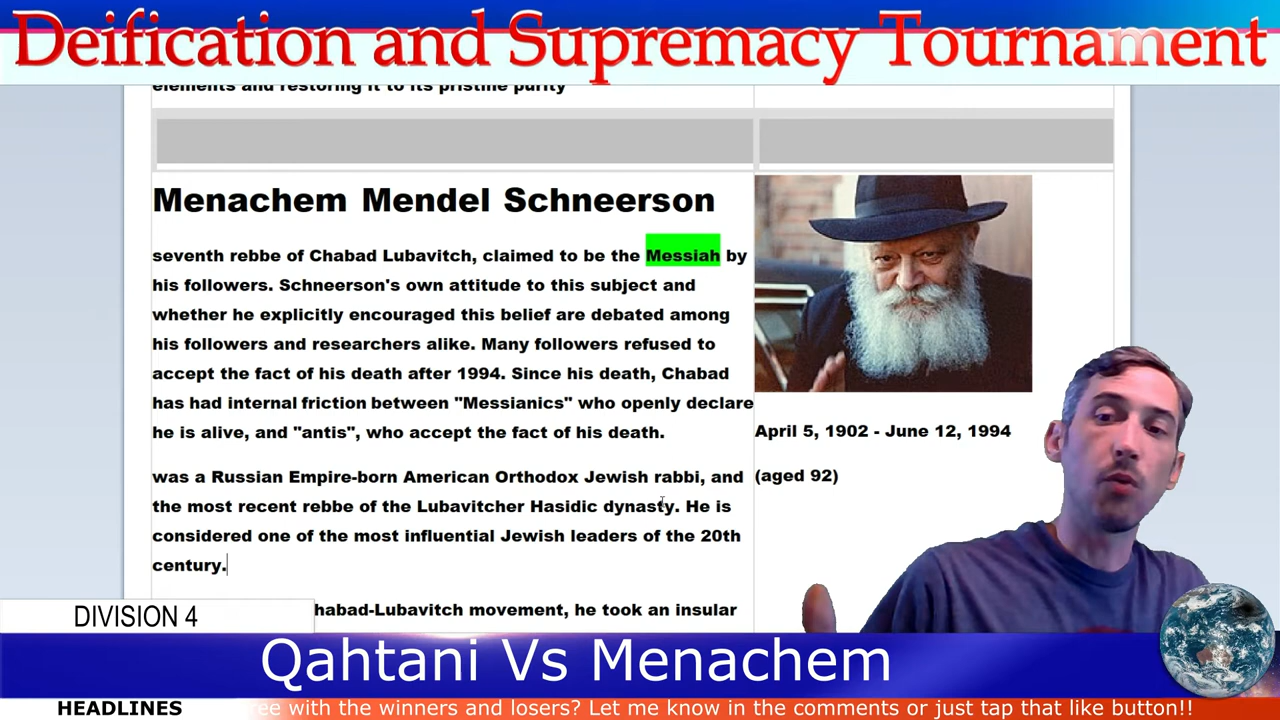 Deification and Supremacy Tournament
elements and restoring it to its pristine purity
Menachem Mendel Schneerson
seventh rebbe of Chabad Lubavitch, claimed to be the Messiah by
his followers. Schneerson's own attitude to this subject and
whether he explicitly encouraged this belief are debated among
his followers and researchers alike. Many followers refused to
accept the fact of his death after 1994. Since his death, Chabad
has had internal friction between "Messianics" who openly declare
he is alive, and "antis", who accept the fact of his death.
April 5, 1902 - June 12, 1994
(aged 92)
was a Russian Empire-born American Orthodox Jewish rabbi, and
the most recent rebbe of the Lubavitcher Hasidic dynasty. He is
considered one of the most influential Jewish leaders of the 20th
century.
habad-Lubavitch movement, he took an insular
DIVISION 4
Qahtani Vs Menachem
HEADLINES
ee with the winners and losers? Let me know in the comments or just tap that like button!!